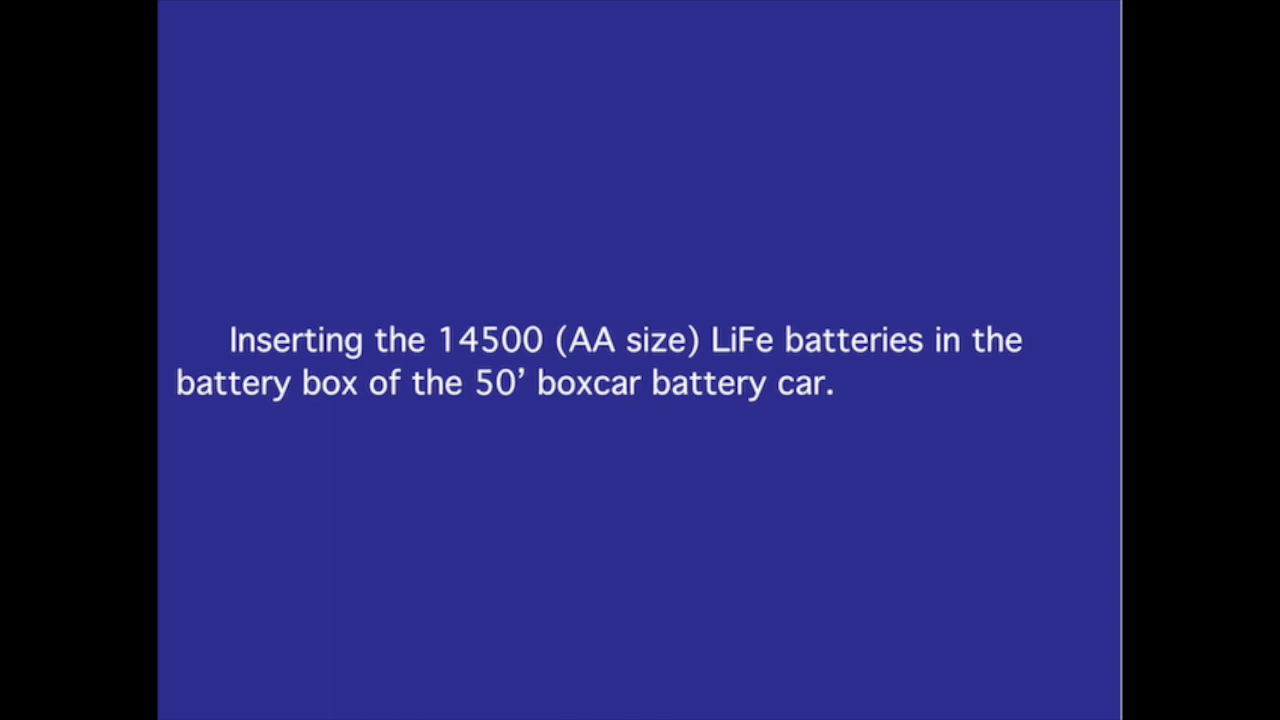 Inserting the 14500 (AA size) LiFe batteries in the
battery box of the 50’ boxcar battery car.